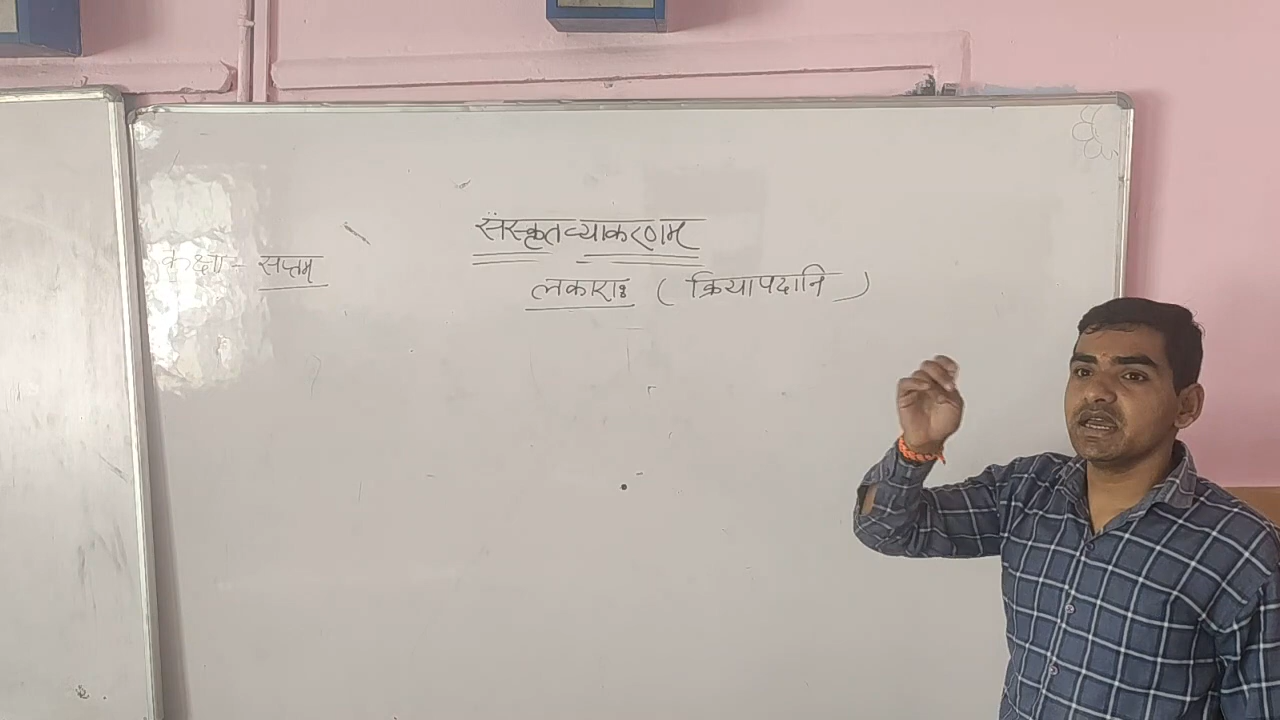 संस्कृतव्याकरणम्
कक्षा - सप्तम्
लकाराः ( क्रियापदानि )